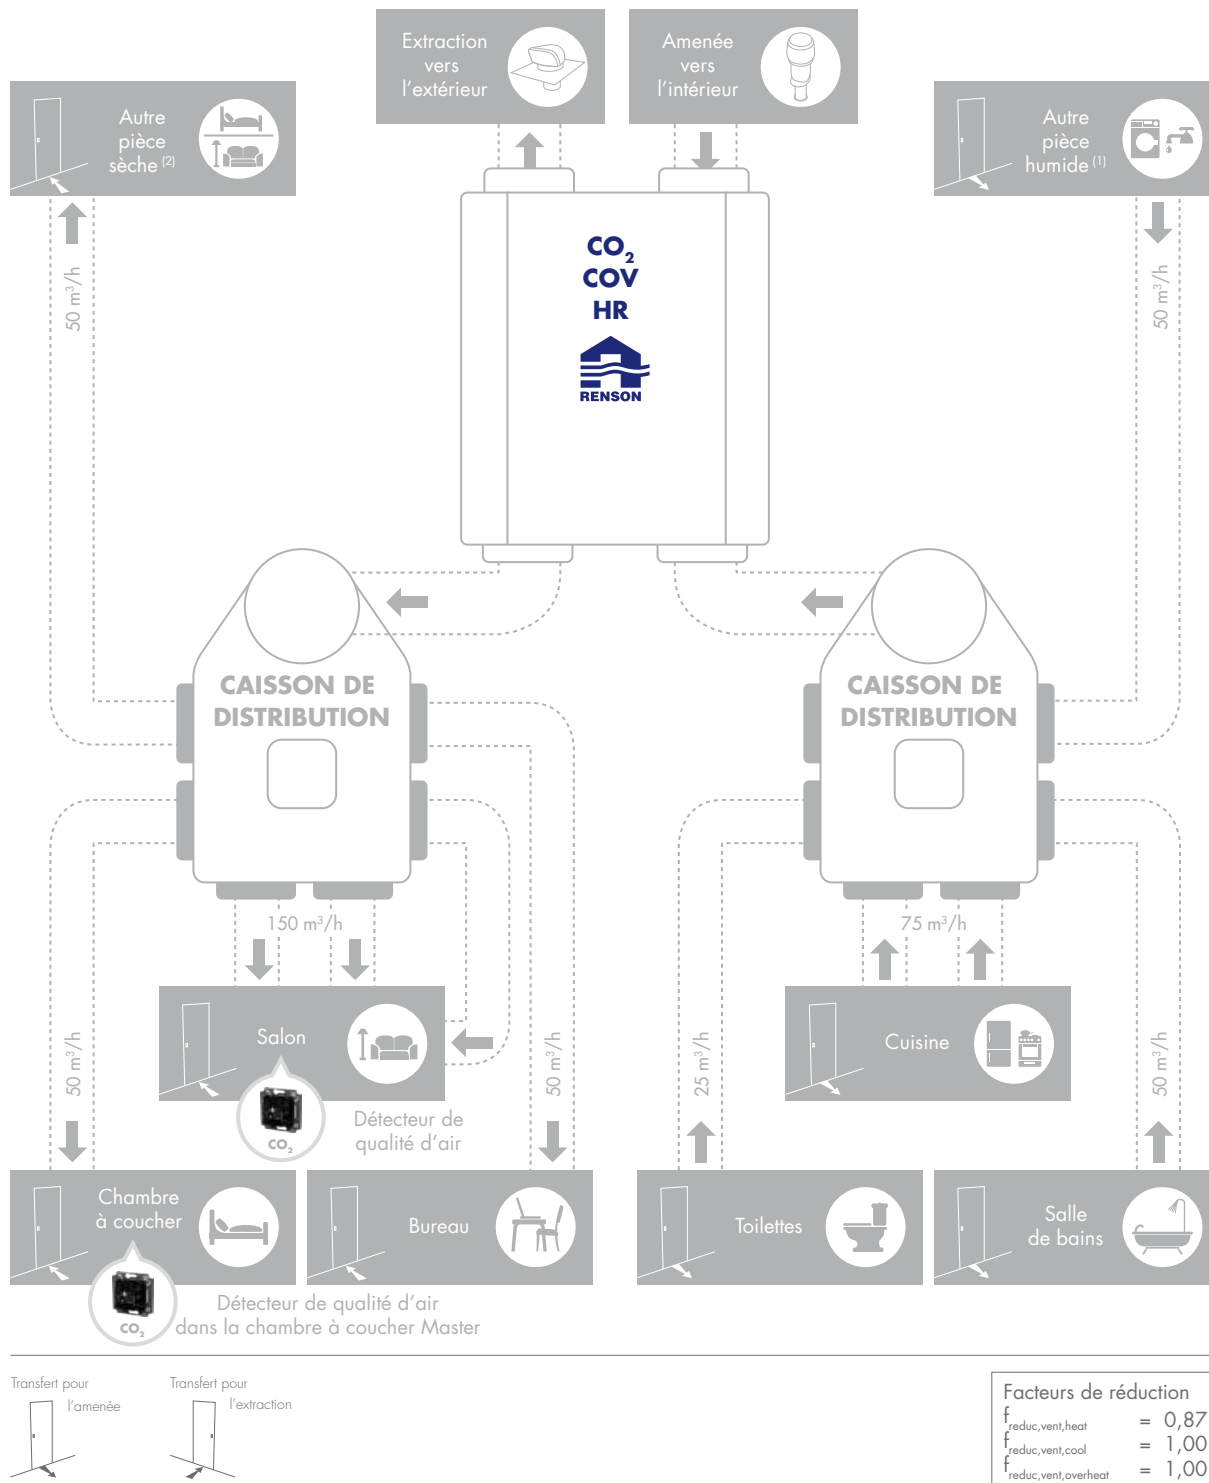 Extraction
vers
l'extérieur
Amenée
vers
l'intérieur
Autre
pièce
sèche (2)
Autre
pièce
humide (1)
CO₂
COV
HR
RENSON
50 m³/h
50 m³/h
CAISSON DE
DISTRIBUTION
CAISSON DE
DISTRIBUTION
150 m³/h
75 m³/h
Salon
Cuisine
50 m³/h
50 m³/h
25 m³/h
50 m³/h
CO₂
Détecteur de
qualité d'air
Chambre
à coucher
Bureau
Toilettes
Salle
de bains
CO₂
Détecteur de qualité d'air
dans la chambre à coucher Master
Transfert pour
l'amenée
Transfert pour
l'extraction
Facteurs de réduction
f reduc,vent,heat = 0,87
f reduc,vent,cool = 1,00
f reduc,vent,overheat = 1,00